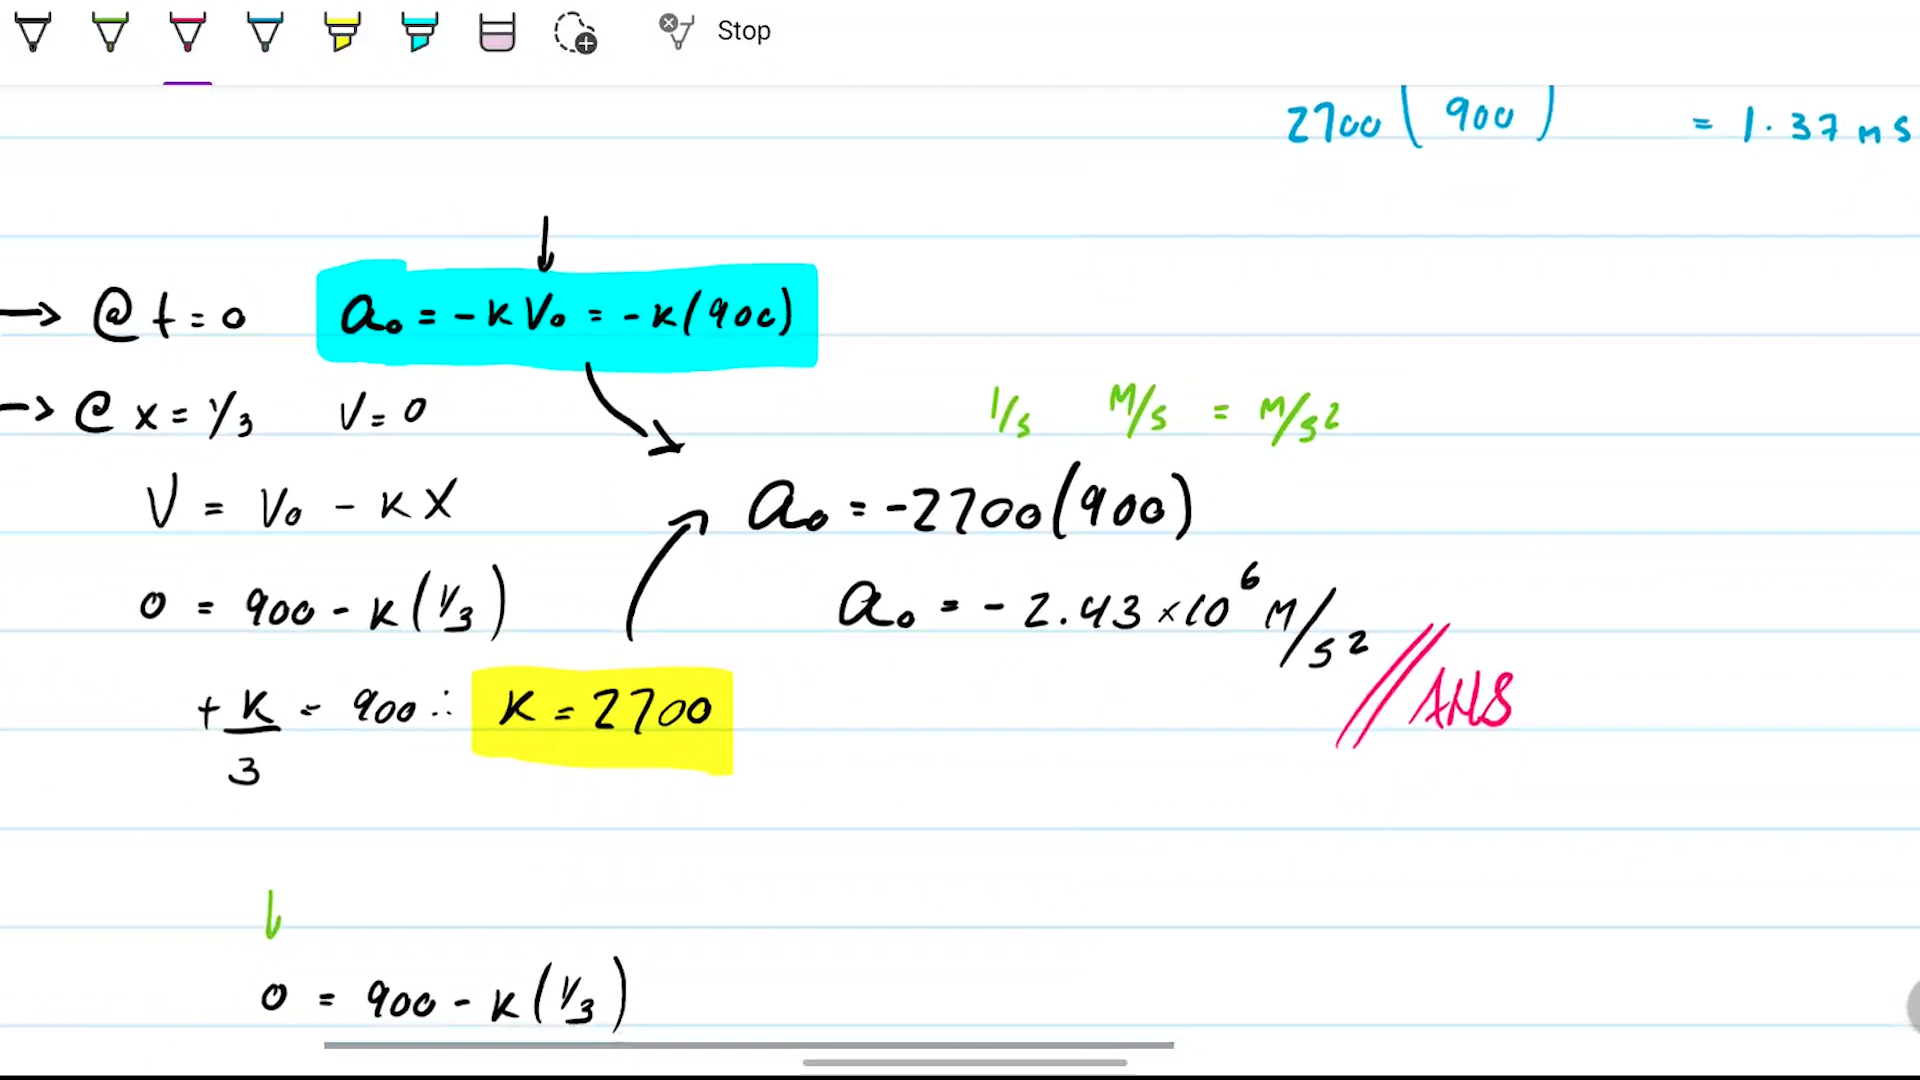 Stop
2700 ( 900 ) = 1.37 ms
→ @ t = 0 a₀ = -K V₀ = -K(900)
→ @ x = 1/3 V = 0
1/s M/s = M/s²
V = V₀ - K X
a₀ = -2700(900)
0 = 900 - K(1/3)
a₀ = -2.43 ×10⁶ M/s² // ANS
+ K/3 = 900 ∴ K = 2700
0 = 900 - K(1/3)